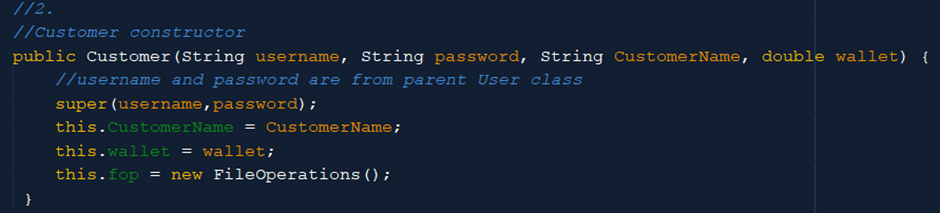 //2.
//Customer constructor
public Customer(String username, String password, String CustomerName, double wallet) {
//username and password are from parent User class
super(username,password);
this.CustomerName = CustomerName;
this.wallet = wallet;
this.fop = new FileOperations();
}